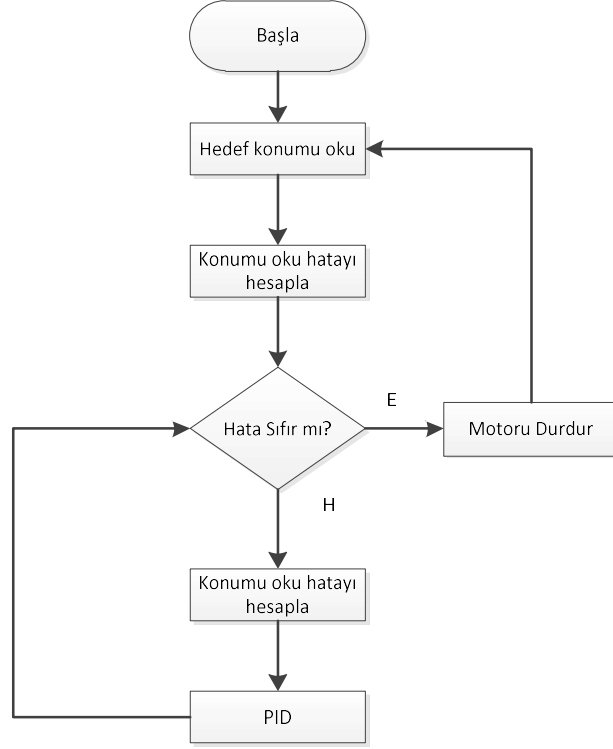 Başla
Hedef konumu oku
Konumu oku hatayı
hesapla
Hata Sıfır mı?
E
Motoru Durdur
H
Konumu oku hatayı
hesapla
PID